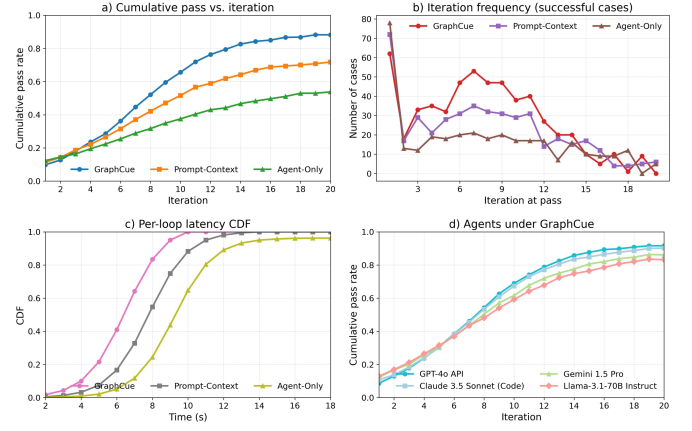 a) Cumulative pass vs. iteration
Cumulative pass rate
1.0
0.8
0.6
0.4
0.2
0.0
GraphCue Prompt-Context Agent-Only
2 4 6 8 10 12 14 16 18 20
Iteration
b) Iteration frequency (successful cases)
Number of cases
80
70
60
50
40
30
20
10
0
GraphCue Prompt-Context Agent-Only
3 6 9 12 15 18
Iteration at pass
c) Per-loop latency CDF
CDF
1.0
0.8
0.6
0.4
0.2
0.0
GraphCue Prompt-Context Agent-Only
2 4 6 8 10 12 14 16 18
Time (s)
d) Agents under GraphCue
Cumulative pass rate
1.0
0.8
0.6
0.4
0.2
0.0
GPT-4o API Gemini 1.5 Pro
Claude 3.5 Sonnet (Code) Llama-3.1-70B Instruct
2 4 6 8 10 12 14 16 18 20
Iteration